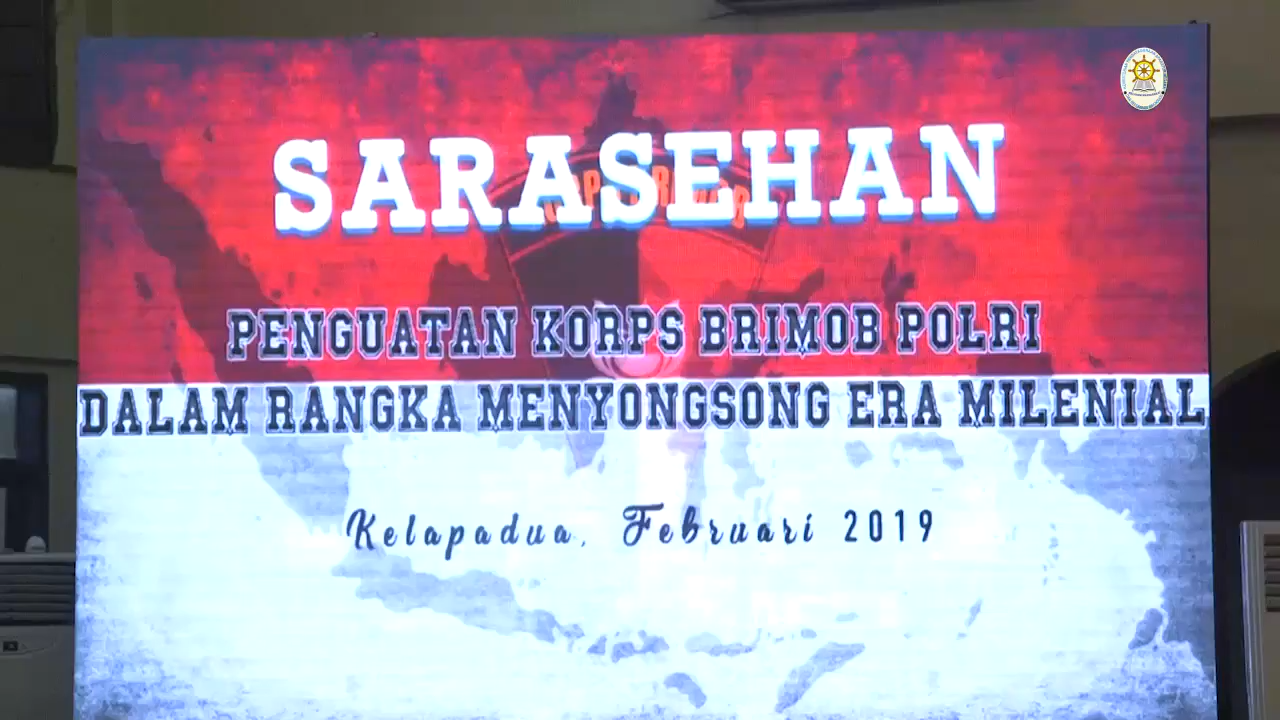 SARASEHAN
PENGUATAN KORPS BRIMOB POLRI
DALAM RANGKA MENYONGSONG ERA MILENIAL
Kelapadua, Februari 2019